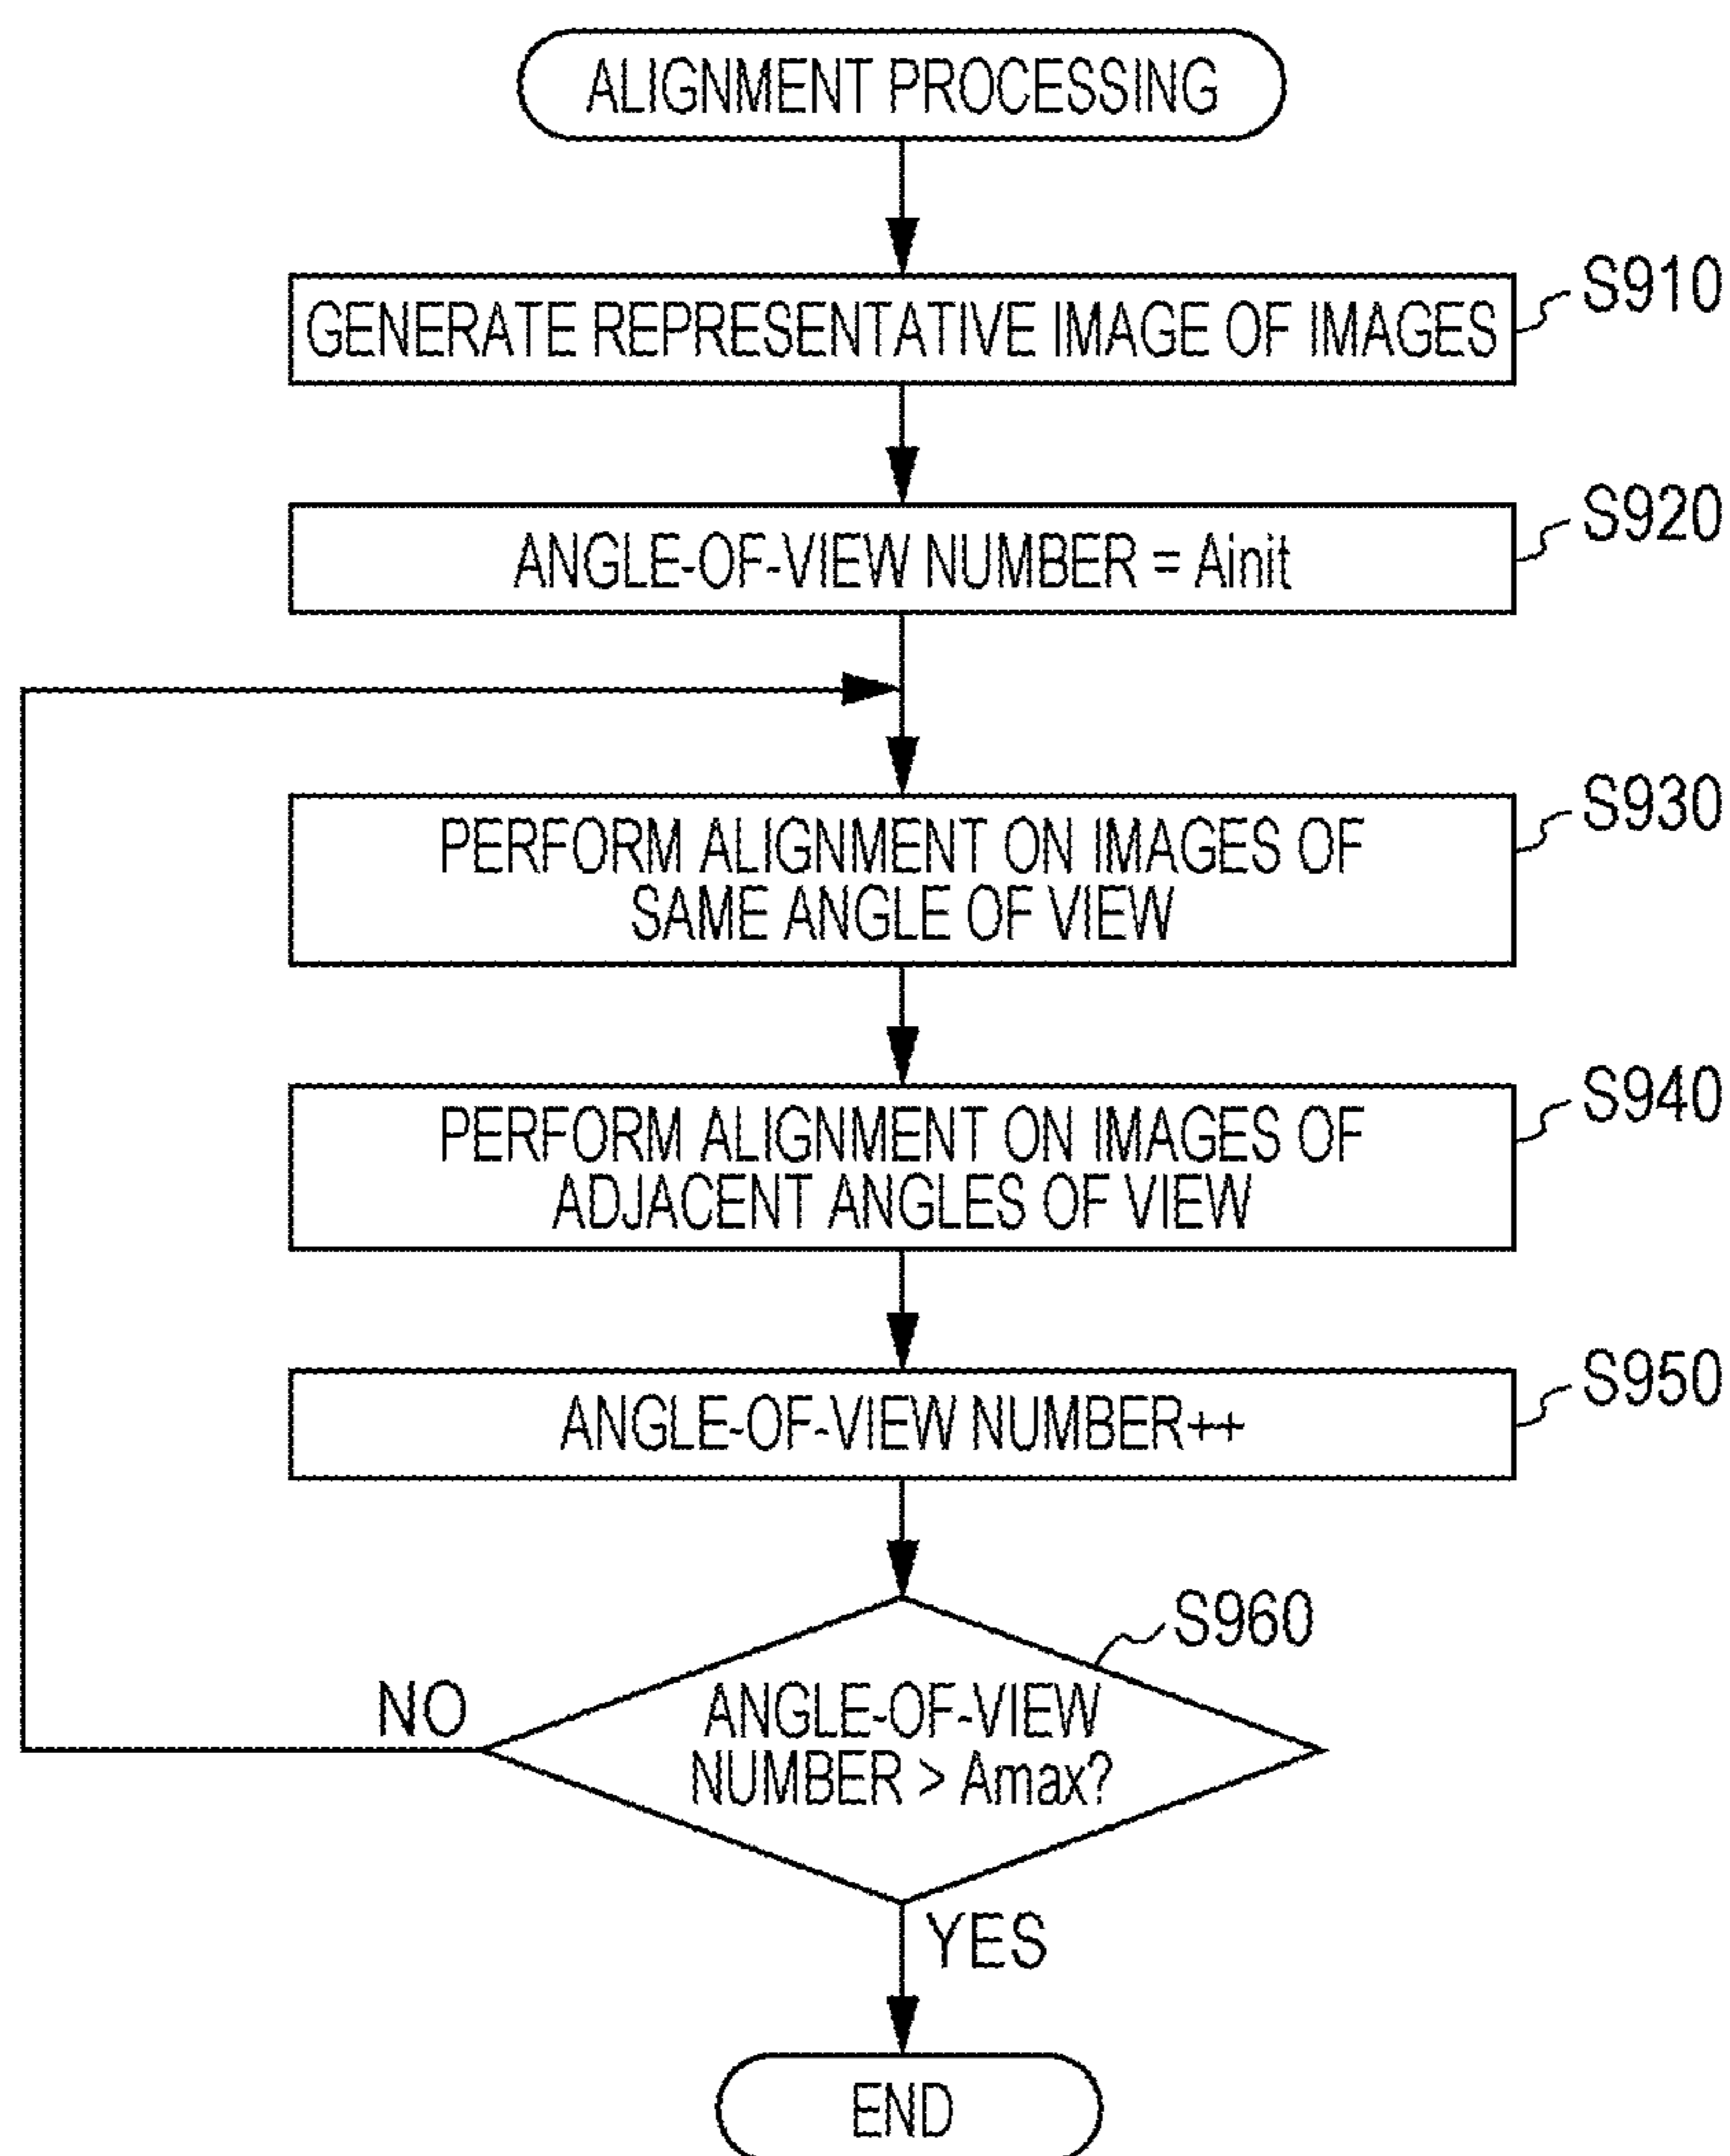 ALIGNMENT PROCESSING
GENERATE REPRESENTATIVE IMAGE OF IMAGES
S910
ANGLE-OF-VIEW NUMBER = Ainit
S920
PERFORM ALIGNMENT ON IMAGES OF
SAME ANGLE OF VIEW
S930
PERFORM ALIGNMENT ON IMAGES OF
ADJACENT ANGLES OF VIEW
S940
ANGLE-OF-VIEW NUMBER++
S950
S960
NO
ANGLE-OF-VIEW
NUMBER > Amax?
YES
END